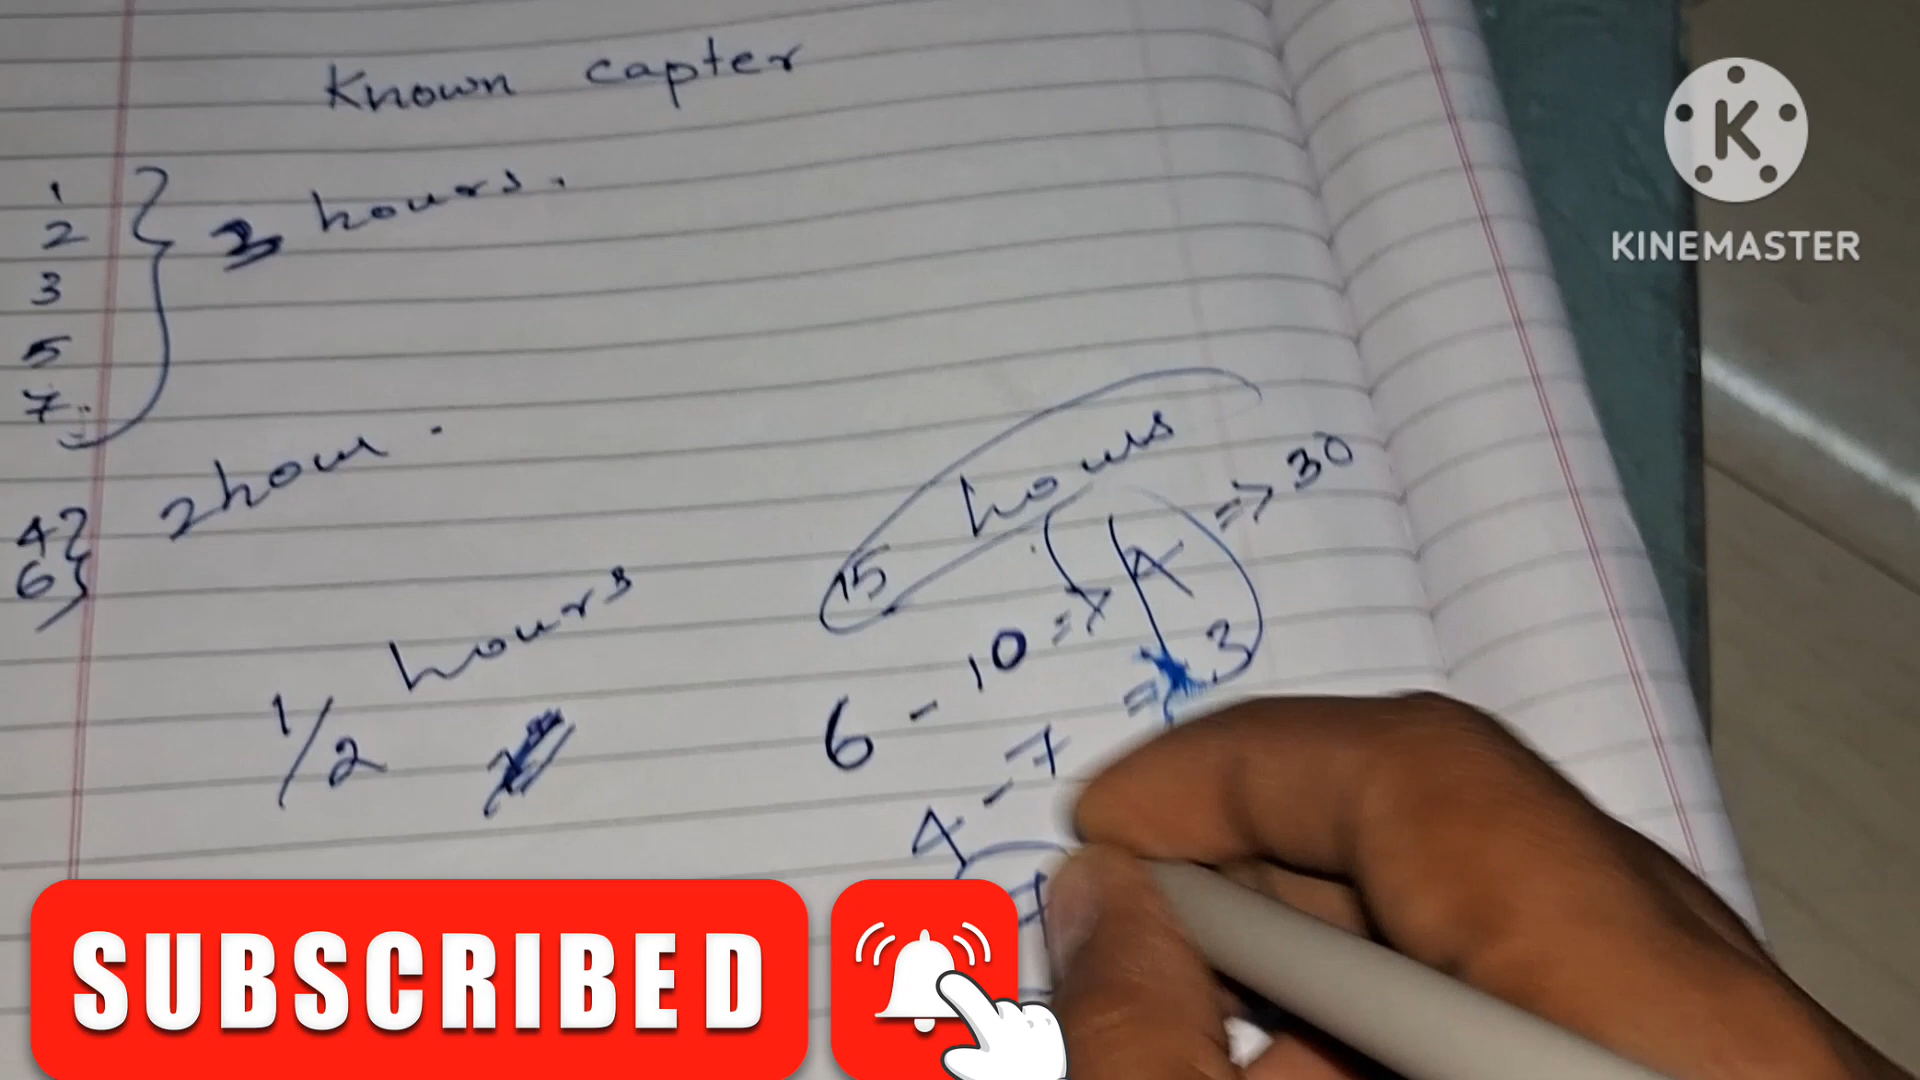 Known capter
1
2
3
5
7
3 hours.
2 hour.
4
6
1/2 hours
15 hours
6 - 10 => 4 => 30
4 - 7 => 3
7
K
KINEMASTER
SUBSCRIBED